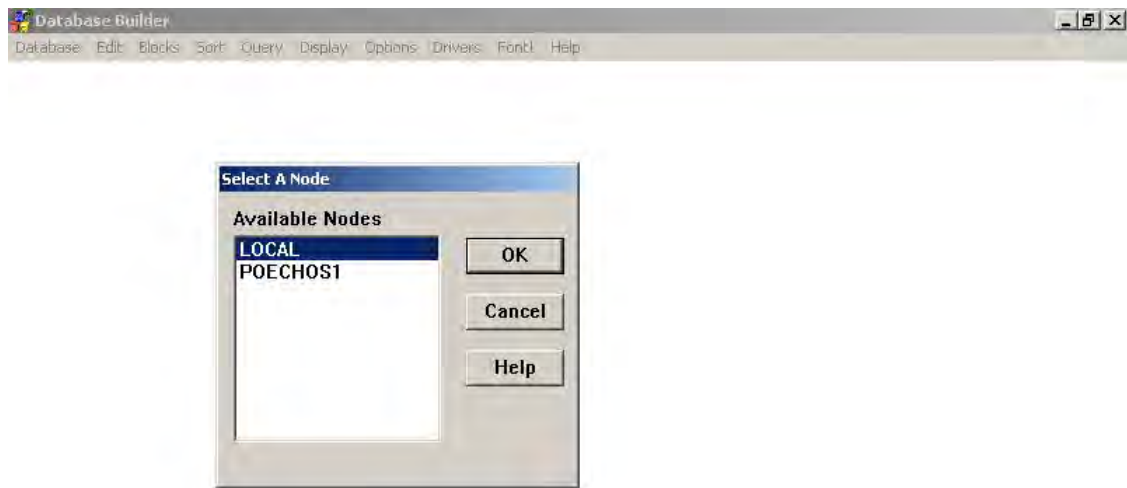 Database Builder
Database Edit Blocks Sort Query Display Options Drivers Font! Help
Select A Node
Available Nodes
LOCAL
POECHOS1
OK
Cancel
Help